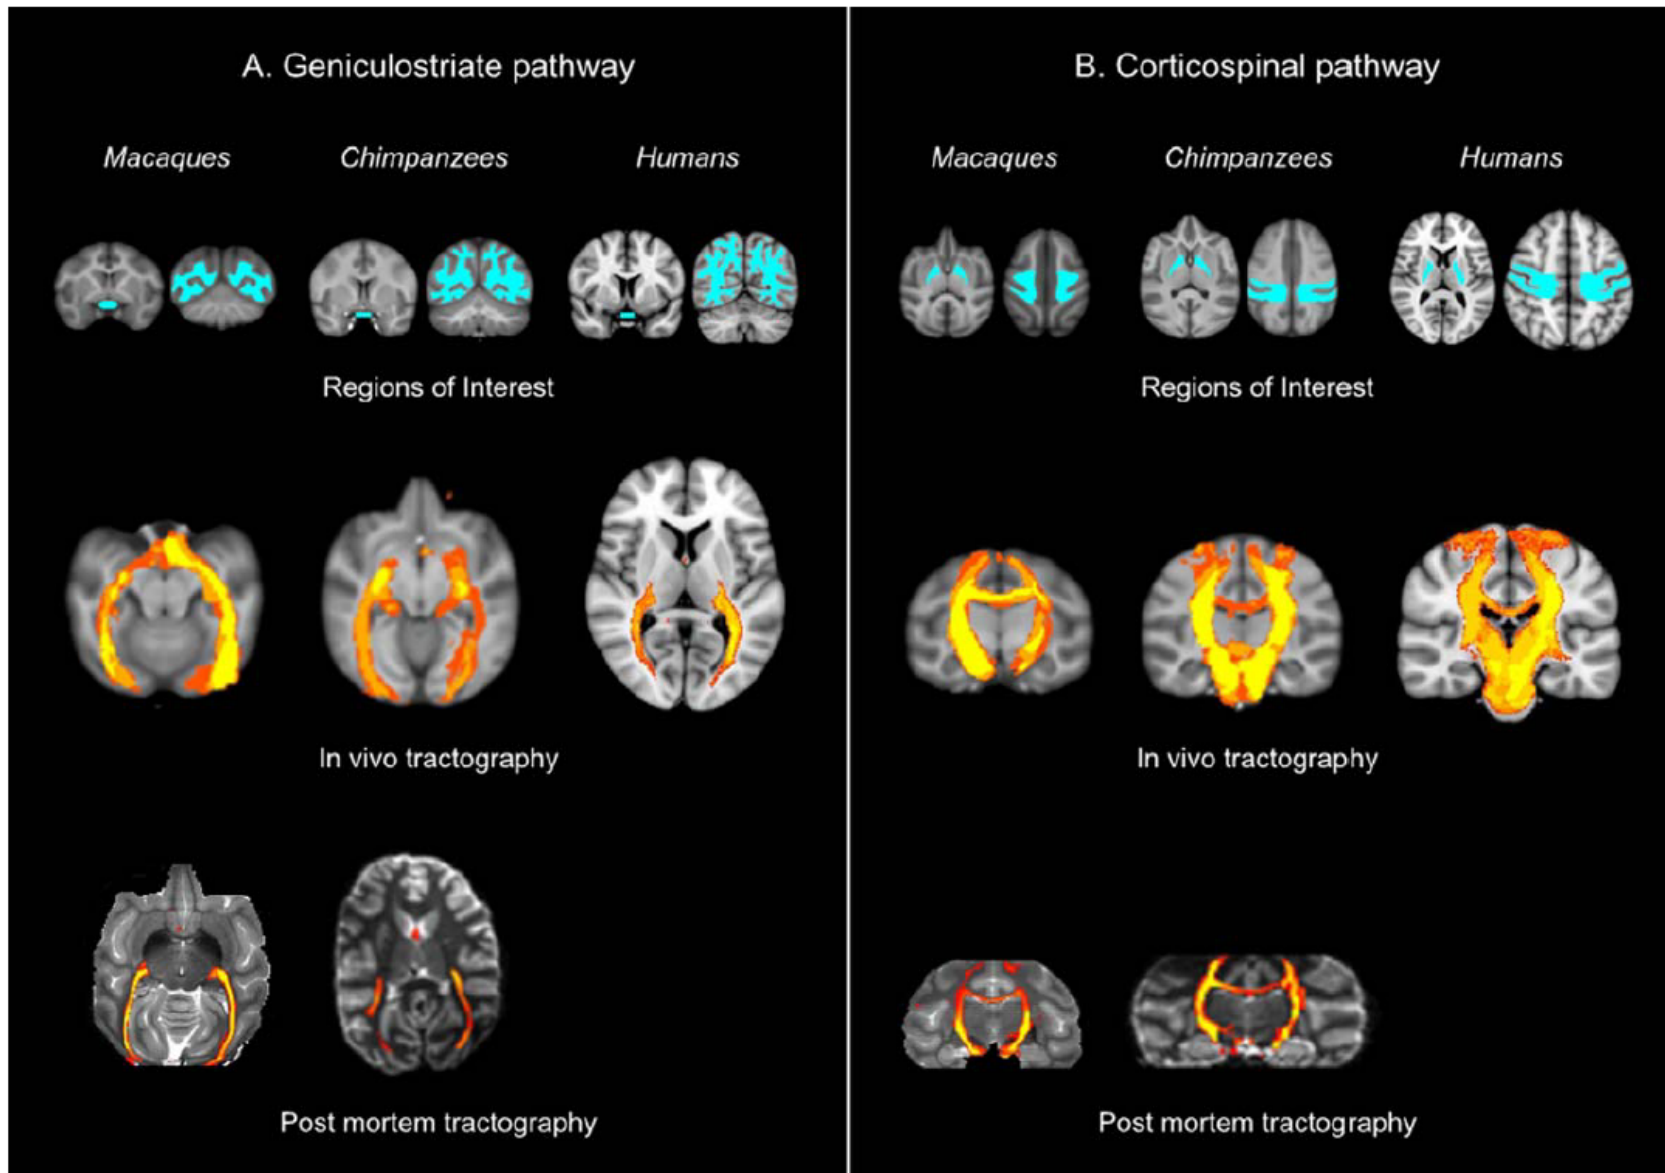 A. Geniculostriate pathway
Macaques Chimpanzees Humans
Regions of Interest
In vivo tractography
Post mortem tractography
B. Corticospinal pathway
Macaques Chimpanzees Humans
Regions of Interest
In vivo tractography
Post mortem tractography